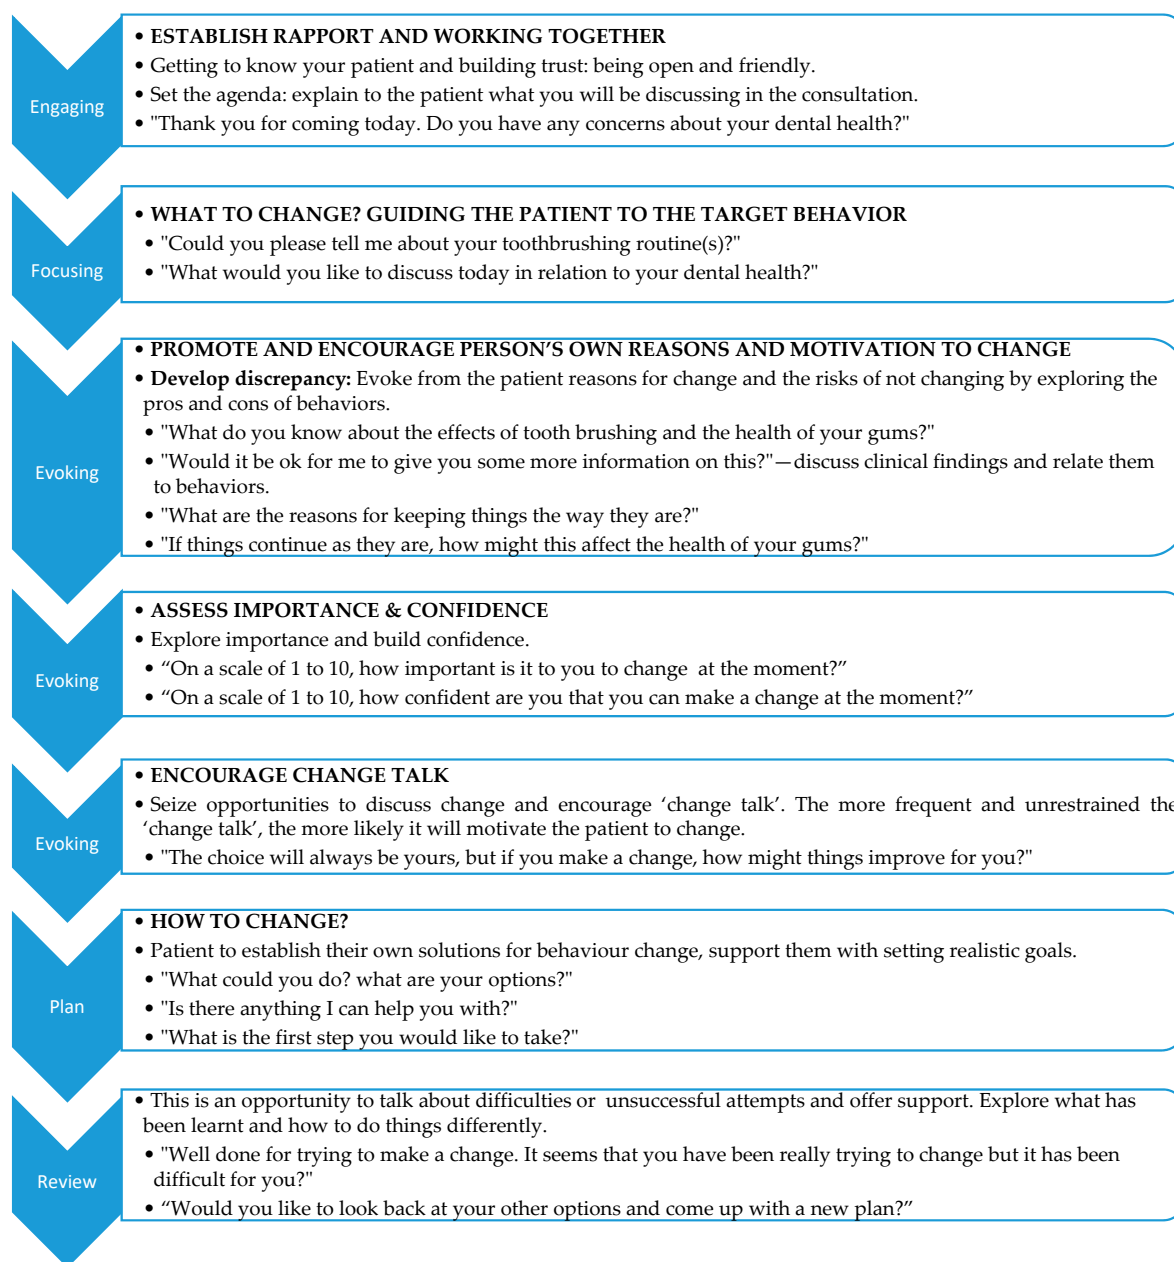 Engaging
• ESTABLISH RAPPORT AND WORKING TOGETHER
• Getting to know your patient and building trust: being open and friendly.
• Set the agenda: explain to the patient what you will be discussing in the consultation.
• "Thank you for coming today. Do you have any concerns about your dental health?"
Focusing
• WHAT TO CHANGE? GUIDING THE PATIENT TO THE TARGET BEHAVIOR
• "Could you please tell me about your toothbrushing routine(s)?"
• "What would you like to discuss today in relation to your dental health?"
Evoking
• PROMOTE AND ENCOURAGE PERSON’S OWN REASONS AND MOTIVATION TO CHANGE
• Develop discrepancy: Evoke from the patient reasons for change and the risks of not changing by exploring the
pros and cons of behaviors.
• "What do you know about the effects of tooth brushing and the health of your gums?"
• "Would it be ok for me to give you some more information on this?"—discuss clinical findings and relate them
to behaviors.
• "What are the reasons for keeping things the way they are?"
• "If things continue as they are, how might this affect the health of your gums?"
Evoking
• ASSESS IMPORTANCE & CONFIDENCE
• Explore importance and build confidence.
• “On a scale of 1 to 10, how important is it to you to change at the moment?”
• “On a scale of 1 to 10, how confident are you that you can make a change at the moment?”
Evoking
• ENCOURAGE CHANGE TALK
• Seize opportunities to discuss change and encourage ‘change talk’. The more frequent and unrestrained the
‘change talk’, the more likely it will motivate the patient to change.
• "The choice will always be yours, but if you make a change, how might things improve for you?"
Plan
• HOW TO CHANGE?
• Patient to establish their own solutions for behaviour change, support them with setting realistic goals.
• "What could you do? what are your options?"
• "Is there anything I can help you with?"
• "What is the first step you would like to take?"
Review
• This is an opportunity to talk about difficulties or unsuccessful attempts and offer support. Explore what has
been learnt and how to do things differently.
• "Well done for trying to make a change. It seems that you have been really trying to change but it has been
difficult for you?"
• “Would you like to look back at your other options and come up with a new plan?”